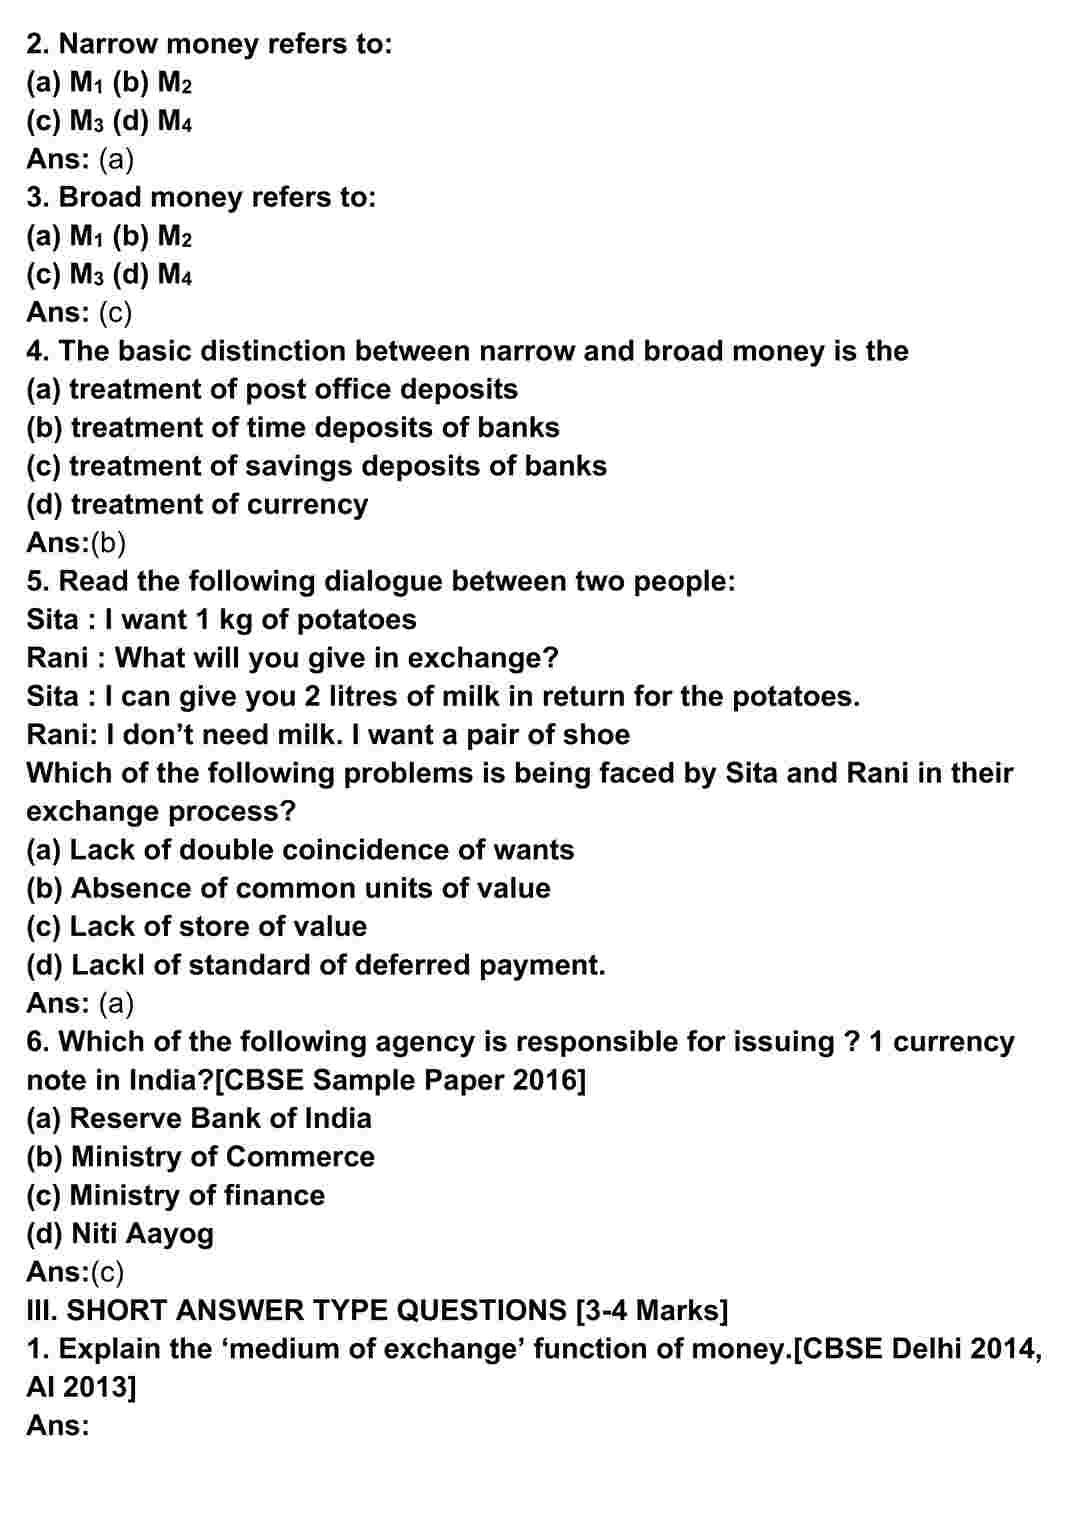 2. Narrow money refers to:
(a) M₁ (b) M₂
(c) M₃ (d) M₄
Ans: (a)
3. Broad money refers to:
(a) M₁ (b) M₂
(c) M₃ (d) M₄
Ans: (c)
4. The basic distinction between narrow and broad money is the
(a) treatment of post office deposits
(b) treatment of time deposits of banks
(c) treatment of savings deposits of banks
(d) treatment of currency
Ans:(b)
5. Read the following dialogue between two people:
Sita : I want 1 kg of potatoes
Rani : What will you give in exchange?
Sita : I can give you 2 litres of milk in return for the potatoes.
Rani: I don’t need milk. I want a pair of shoe
Which of the following problems is being faced by Sita and Rani in their
exchange process?
(a) Lack of double coincidence of wants
(b) Absence of common units of value
(c) Lack of store of value
(d) Lackl of standard of deferred payment.
Ans: (a)
6. Which of the following agency is responsible for issuing ? 1 currency
note in India?[CBSE Sample Paper 2016]
(a) Reserve Bank of India
(b) Ministry of Commerce
(c) Ministry of finance
(d) Niti Aayog
Ans:(c)
III. SHORT ANSWER TYPE QUESTIONS [3-4 Marks]
1. Explain the ‘medium of exchange’ function of money.[CBSE Delhi 2014,
AI 2013]
Ans: